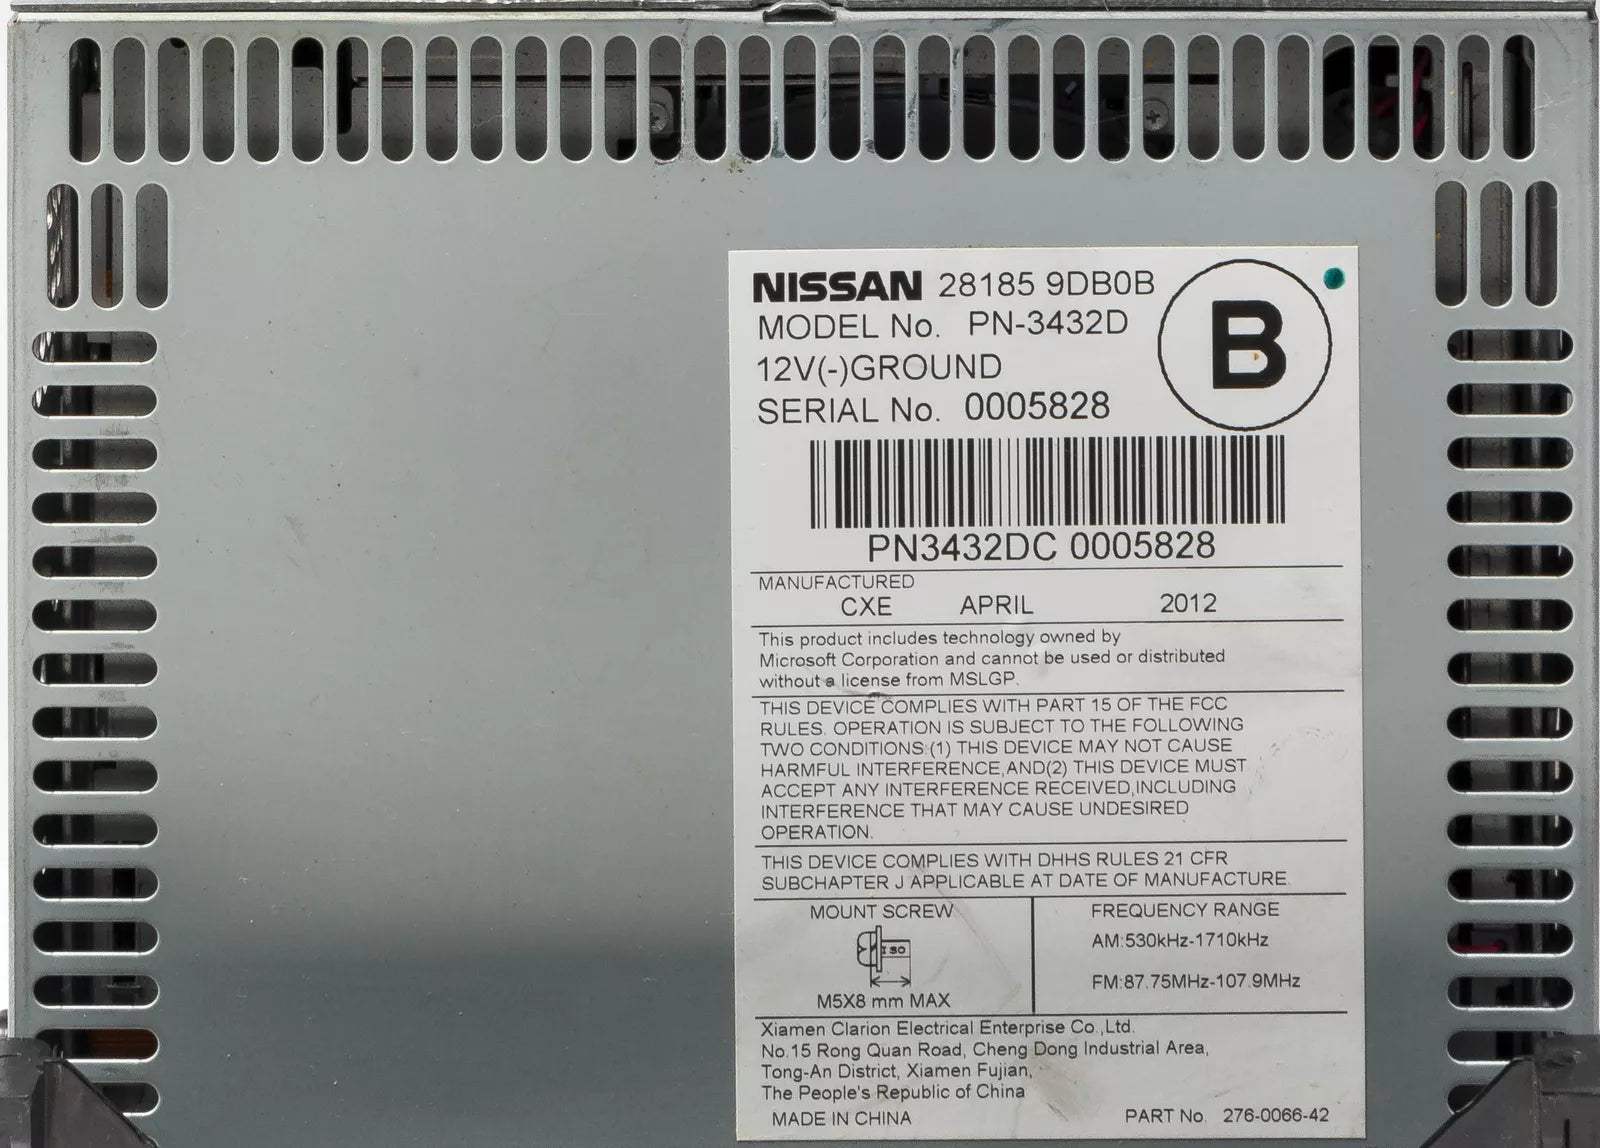 NISSAN 28185 9DB0B
B
MODEL No. PN-3432D
12V(-)GROUND
SERIAL No. 0005828
PN3432DC 0005828
MANUFACTURED
CXE APRIL 2012
This product includes technology owned by
Microsoft Corporation and cannot be used or distributed
without a license from MSLGP.
THIS DEVICE COMPLIES WITH PART 15 OF THE FCC
RULES. OPERATION IS SUBJECT TO THE FOLLOWING
TWO CONDITIONS:(1) THIS DEVICE MAY NOT CAUSE
HARMFUL INTERFERENCE,AND(2) THIS DEVICE MUST
ACCEPT ANY INTERFERENCE RECEIVED,INCLUDING
INTERFERENCE THAT MAY CAUSE UNDESIRED
OPERATION.
THIS DEVICE COMPLIES WITH DHHS RULES 21 CFR
SUBCHAPTER J APPLICABLE AT DATE OF MANUFACTURE.
MOUNT SCREW
ISO
M5X8 mm MAX
FREQUENCY RANGE
AM:530kHz-1710kHz
FM:87.75MHz-107.9MHz
Xiamen Clarion Electrical Enterprise Co.,Ltd.
No.15 Rong Quan Road, Cheng Dong Industrial Area,
Tong-An District, Xiamen Fujian,
The People's Republic of China
MADE IN CHINA PART No. 276-0066-42